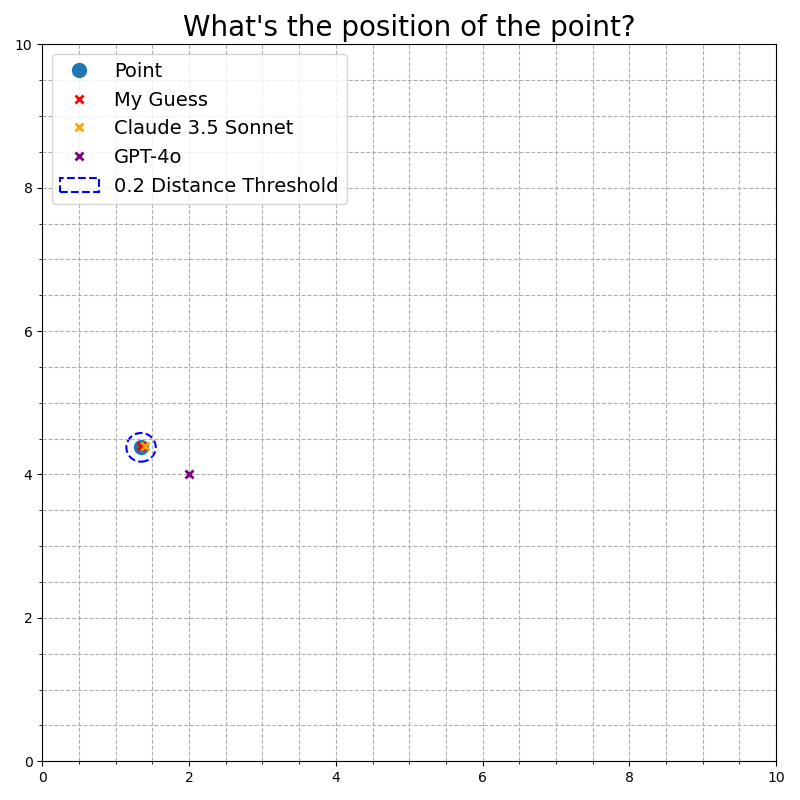 What's the position of the point?
Point
My Guess
Claude 3.5 Sonnet
GPT-4o
0.2 Distance Threshold
10
8
6
4
2
0
0 2 4 6 8 10